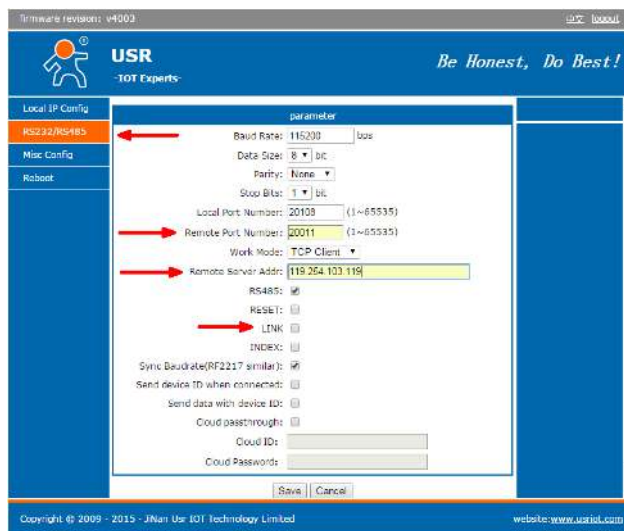 firmware revision: v4003
中文 logout
®
USR
-IOT Experts-
Be Honest, Do Best!
Local IP Config
RS232/RS485
Misc Config
Reboot
parameter
Baud Rate: 115200 bps
Data Size: 8 bit
Parity: None
Stop Bits: 1 bit
Local Port Number: 20108 (1~65535)
Remote Port Number: 20011 (1~65535)
Work Mode: TCP Client
Remote Server Addr: 119.254.103.119
RS485:
RESET:
LINK
INDEX:
Sync Baudrate(RF2217 similar):
Send device ID when connected:
Send data with device ID:
Cloud passthrough:
Cloud ID:
Cloud Password:
Save Cancel
Copyright © 2009 - 2015 - JiNan Usr IOT Technology Limited
website:www.usriot.com